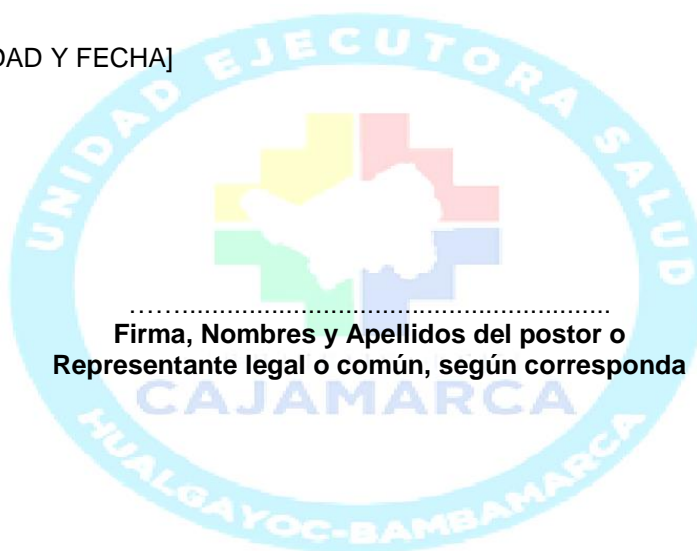 DAD Y FECHA]
UNIDAD EJECUTORA SALUD
………......................................................
Firma, Nombres y Apellidos del postor o
Representante legal o común, según corresponda
CAJAMARCA
HUALGAYOC-BAMBAMARCA